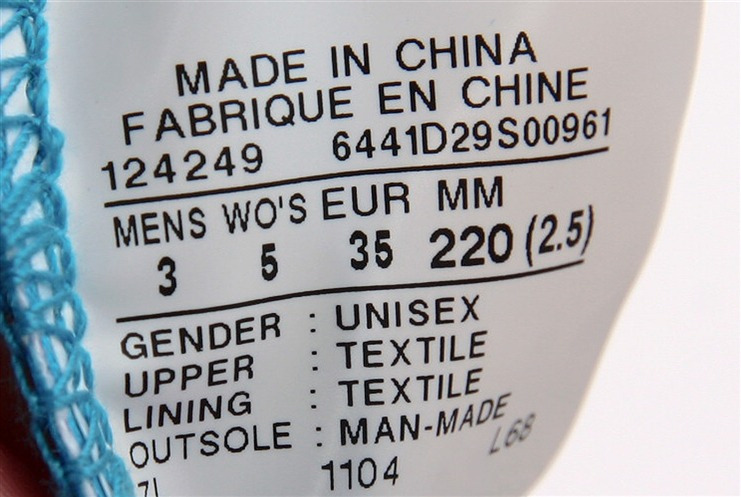 MADE IN CHINA
FABRIQUE EN CHINE
124249 6441D29S00961
MENS WO'S EUR MM
3 5 35 220 (2.5)
GENDER : UNISEX
UPPER : TEXTILE
LINING : TEXTILE
OUTSOLE : MAN-MADE
1104 L68